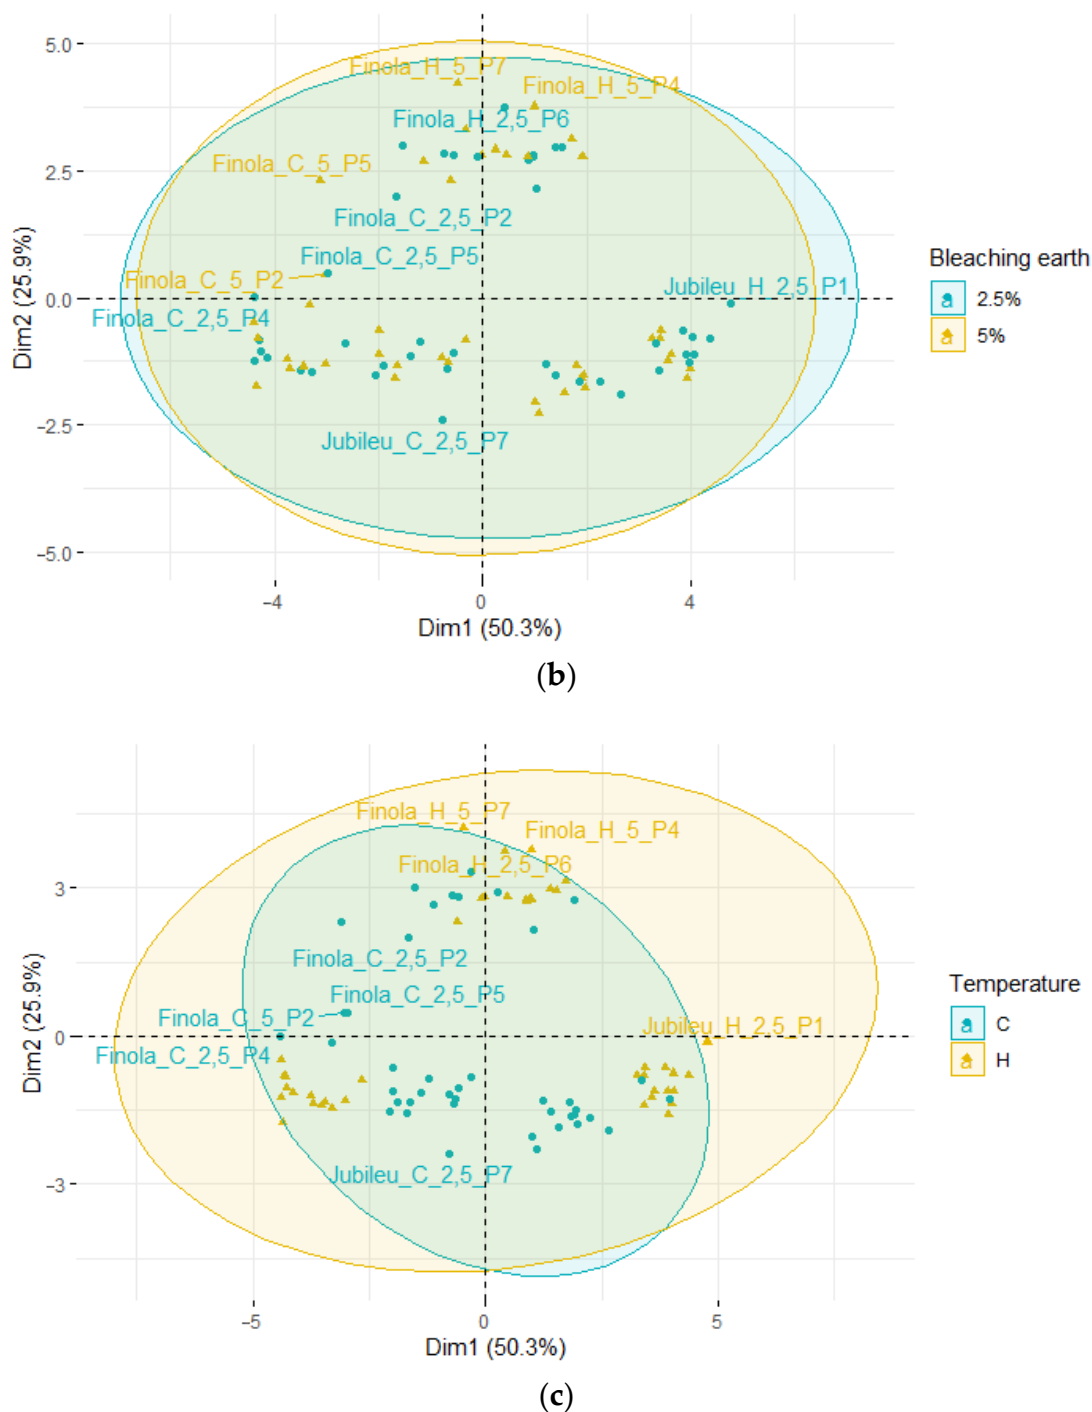 5.0
Finola_H_5_P7
Finola_H_5_P4
Finola_H_2,5_P6
2.5
Finola_C_5_P5
Finola_C_2,5_P2
Finola_C_2,5_P5
Finola_C_5_P2
Jubileu_H_2,5_P1
0.0
Finola_C_2,5_P4
−2.5
Jubileu_C_2,5_P7
−5.0
−4
0
4
Dim1 (50.3%)
Dim2 (25.9%)
Bleaching earth
a 2.5%
a 5%
(b)
Finola_H_5_P7
Finola_H_5_P4
Finola_H_2,5_P6
3
Finola_C_2,5_P2
Finola_C_2,5_P5
Finola_C_5_P2
Jubileu_H_2,5_P1
0
Finola_C_2,5_P4
Jubileu_C_2,5_P7
−3
−5
0
5
Dim1 (50.3%)
Dim2 (25.9%)
Temperature
a C
a H
(c)